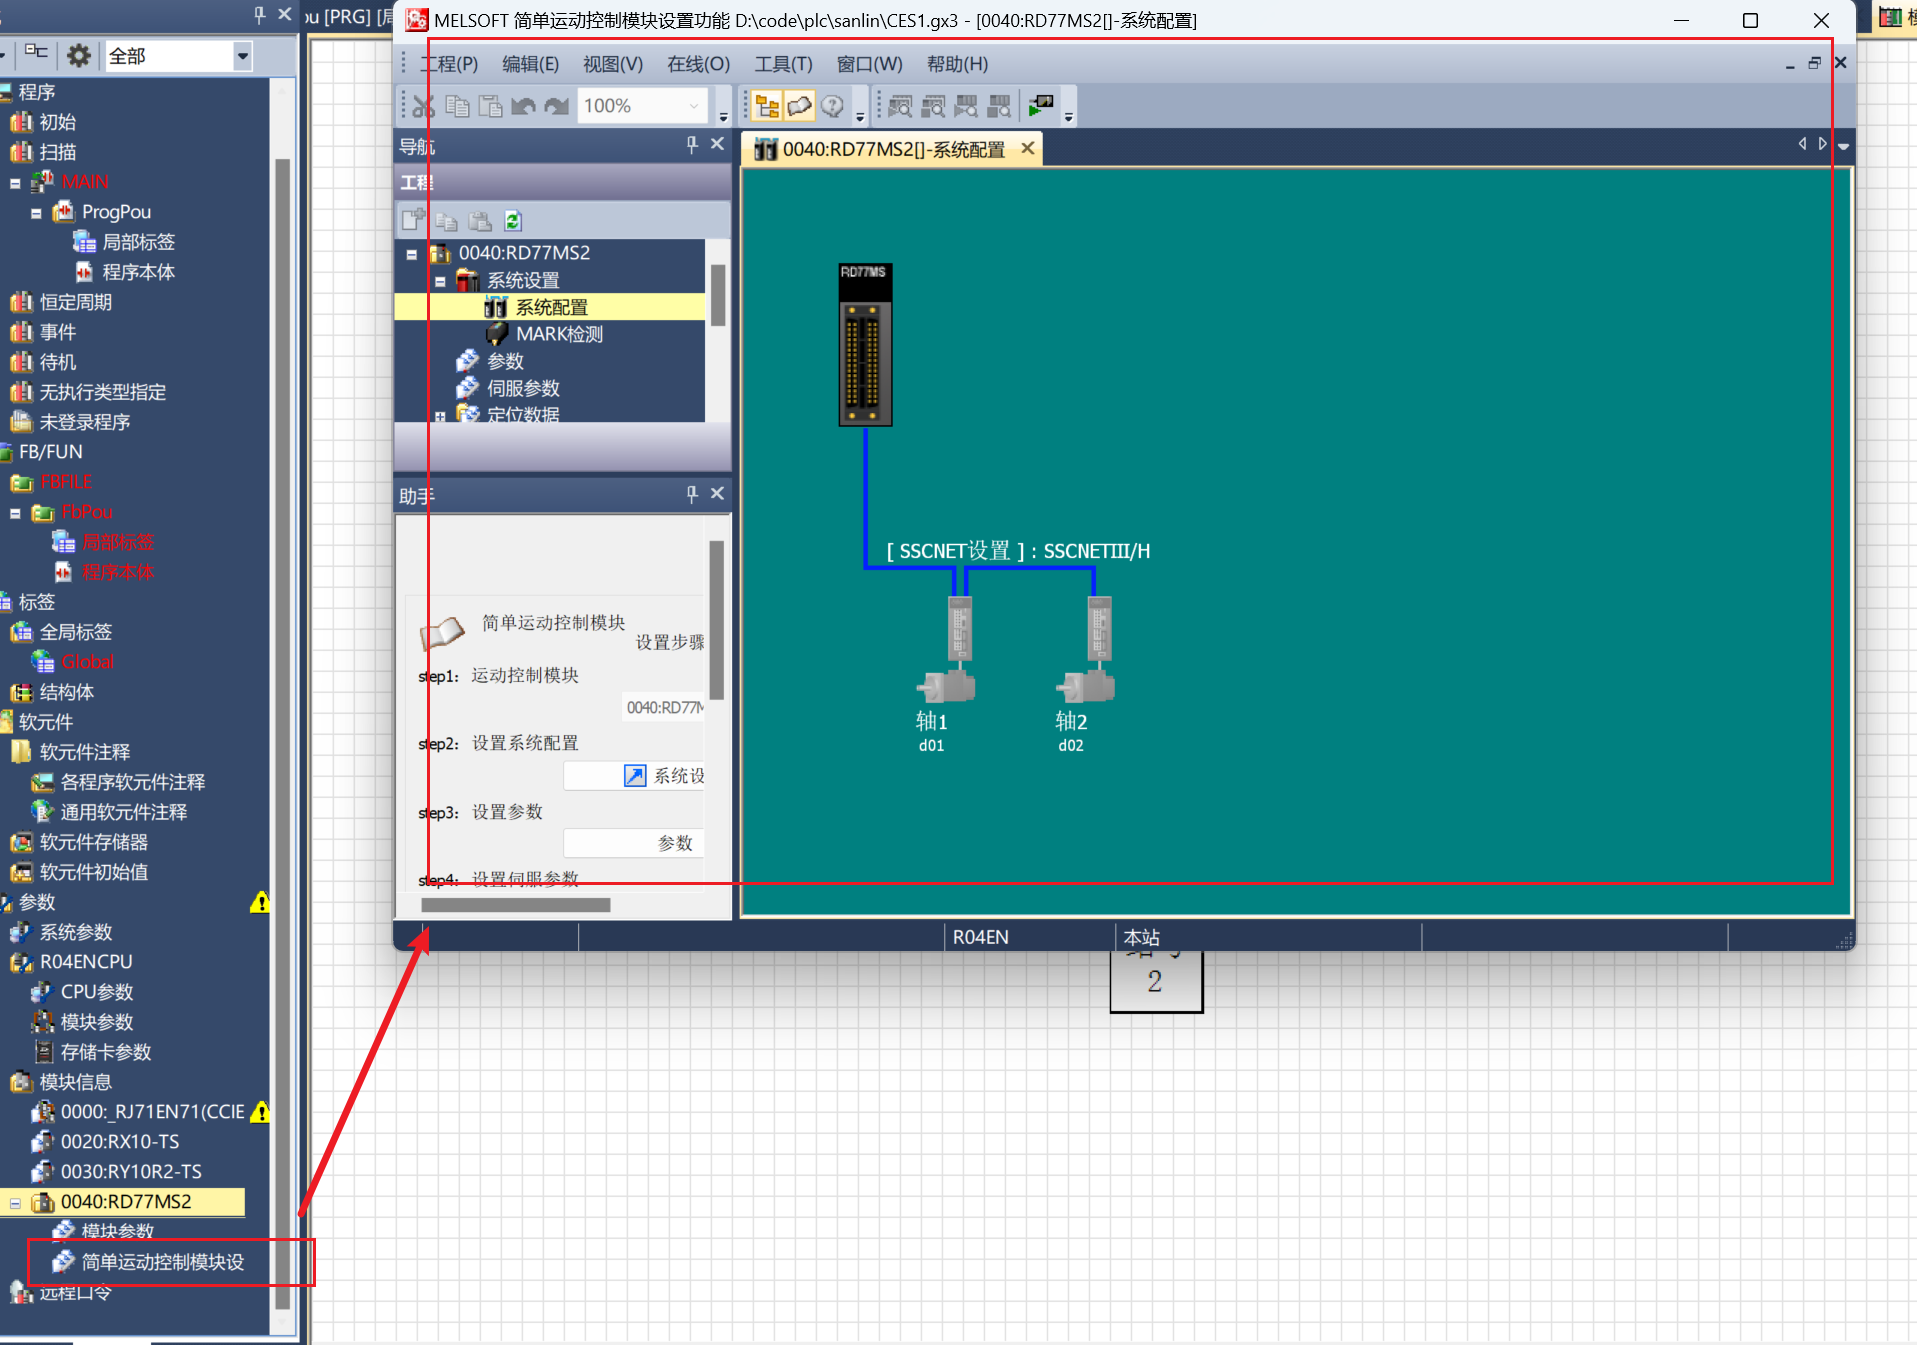 ou [PRG] [局
全部
程序
初始
扫描
MAIN
ProgPou
局部标签
程序本体
恒定周期
事件
待机
无执行类型指定
未登录程序
FB/FUN
FBFILE
FbPou
局部标签
程序本体
标签
全局标签
Global
结构体
软元件
软元件注释
各程序软元件注释
通用软元件注释
软元件存储器
软元件初始值
参数
系统参数
R04ENCPU
CPU参数
模块参数
存储卡参数
模块信息
0000:_RJ71EN71(CCIE
0020:RX10-TS
0030:RY10R2-TS
0040:RD77MS2
模块参数
简单运动控制模块设
远程口令
MELSOFT 简单运动控制模块设置功能 D:\code\plc\sanlin\CES1.gx3 - [0040:RD77MS2[]-系统配置]
工程(P) 编辑(E) 视图(V) 在线(O) 工具(T) 窗口(W) 帮助(H)
100%
导航
工程
0040:RD77MS2
系统设置
系统配置
MARK检测
参数
伺服参数
定位数据
助手
简单运动控制模块
设置步骤
step1: 运动控制模块
0040:RD77M
step2: 设置系统配置
系统设
step3: 设置参数
参数
step4: 设置伺服参数
0040:RD77MS2[]-系统配置
RD77MS
[ SSCNET设置 ] : SSCNETIII/H
轴1 轴2
d01 d02
R04EN 本站
2